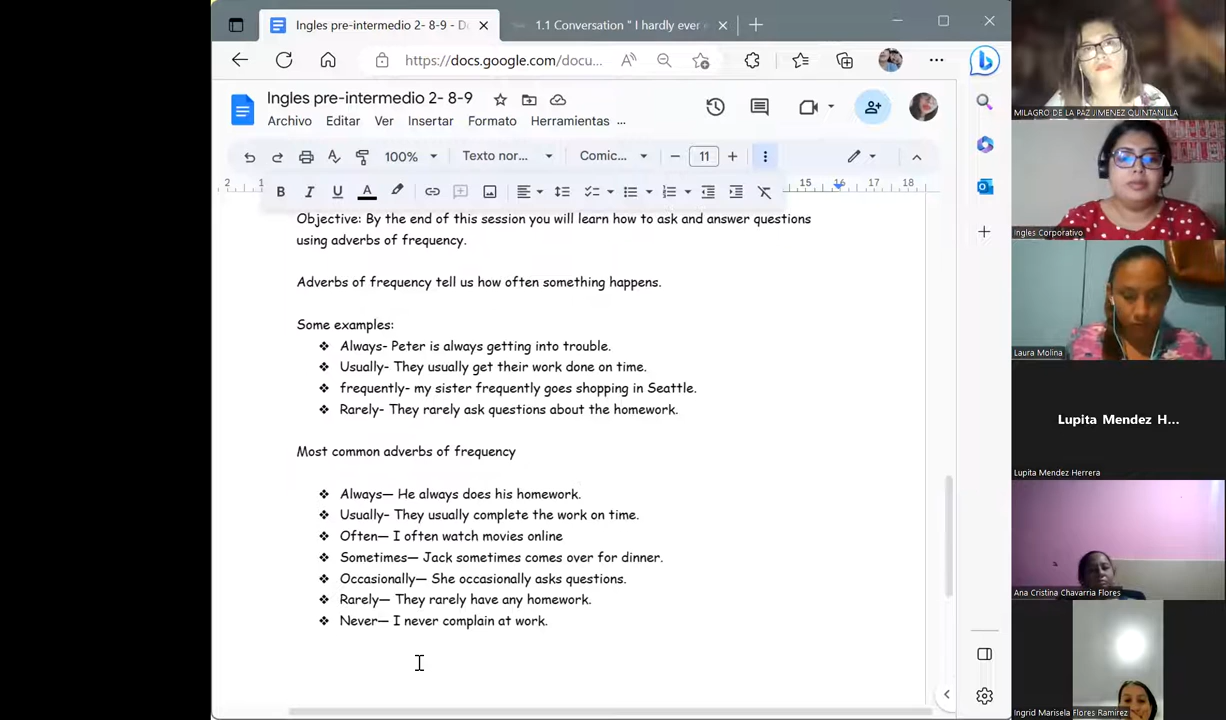 Ingles pre-intermedio 2- 8-9 - D
1.1 Conversation " I hardly ever
https://docs.google.com/docu...
Ingles pre-intermedio 2- 8-9
Archivo Editar Ver Insertar Formato Herramientas ...
100% Texto nor... Comic... 11
2 1 15 16 17 18
Objective: By the end of this session you will learn how to ask and answer questions
using adverbs of frequency.
Adverbs of frequency tell us how often something happens.
Some examples:
❖ Always- Peter is always getting into trouble.
❖ Usually- They usually get their work done on time.
❖ frequently- my sister frequently goes shopping in Seattle.
❖ Rarely- They rarely ask questions about the homework.
Most common adverbs of frequency
❖ Always— He always does his homework.
❖ Usually- They usually complete the work on time.
❖ Often— I often watch movies online
❖ Sometimes— Jack sometimes comes over for dinner.
❖ Occasionally— She occasionally asks questions.
❖ Rarely— They rarely have any homework.
❖ Never— I never complain at work.
MILAGRO DE LA PAZ JIMENEZ QUINTANILLA
Ingles Corporativo
Laura Molina
Lupita Mendez H...
Lupita Mendez Herrera
Ana Cristina Chavarria Flores
Ingrid Marisela Flores Ramirez